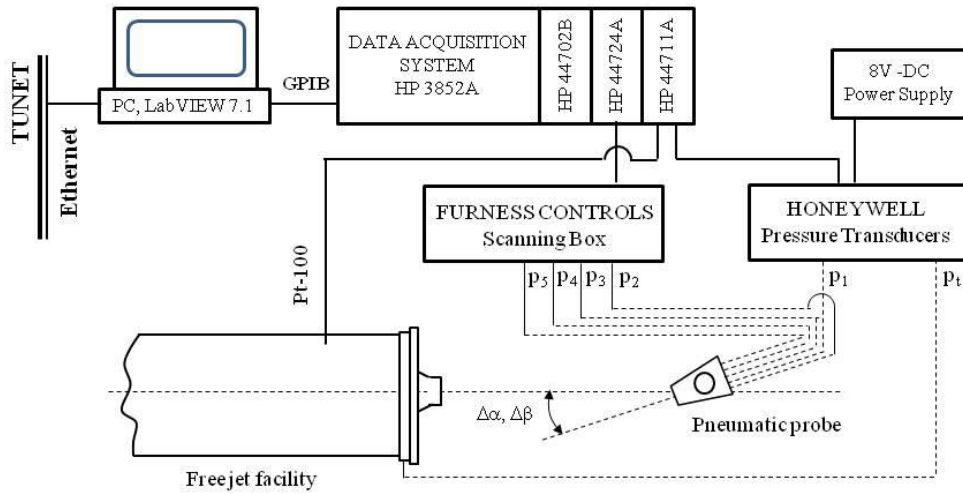 TUNET
Ethernet
PC, LabVIEW 7.1
GPIB
DATA ACQUISITION
SYSTEM
HP 3852A
HP 44702B
HP 44724A
HP 44711A
8V -DC
Power Supply
FURNESS CONTROLS
Scanning Box
HONEYWELL
Pressure Transducers
p5
p4
p3
p2
p1
pt
Pt-100
Δα, Δβ
Pneumatic probe
Free jet facility